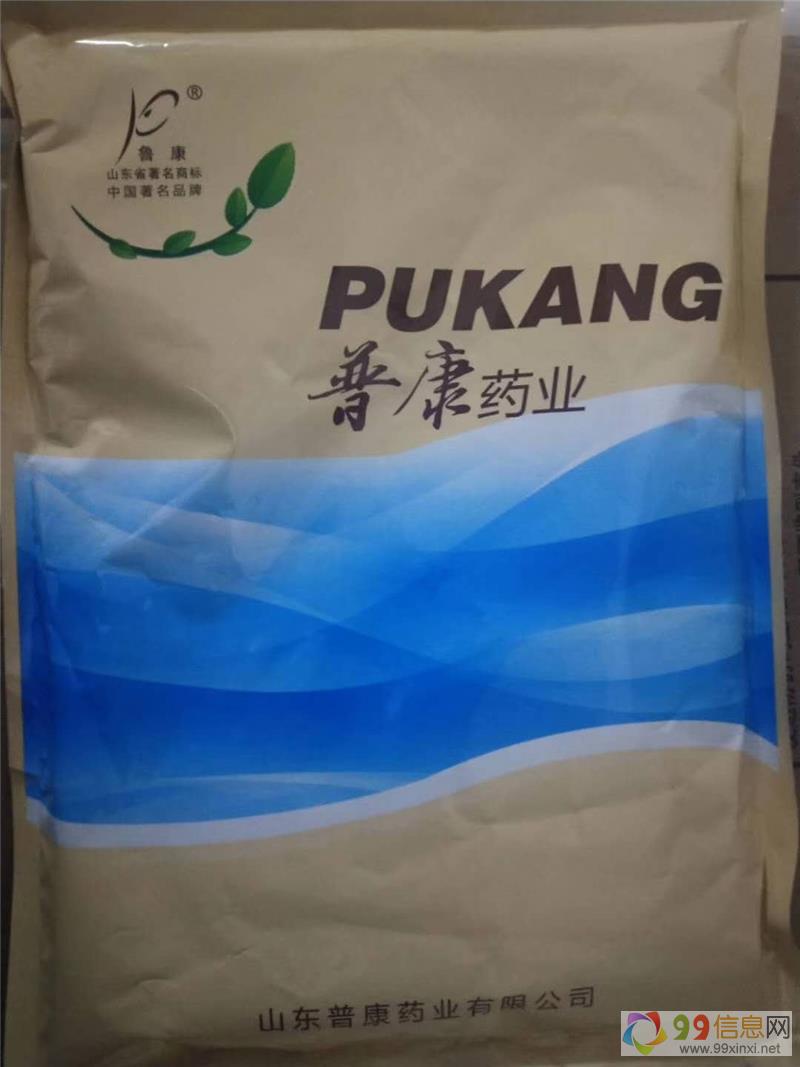 ®
鲁康
山东省著名商标
中国著名品牌
PUKANG
普康药业
山东普康药业有限公司
99信息网
www.99xinxi.net